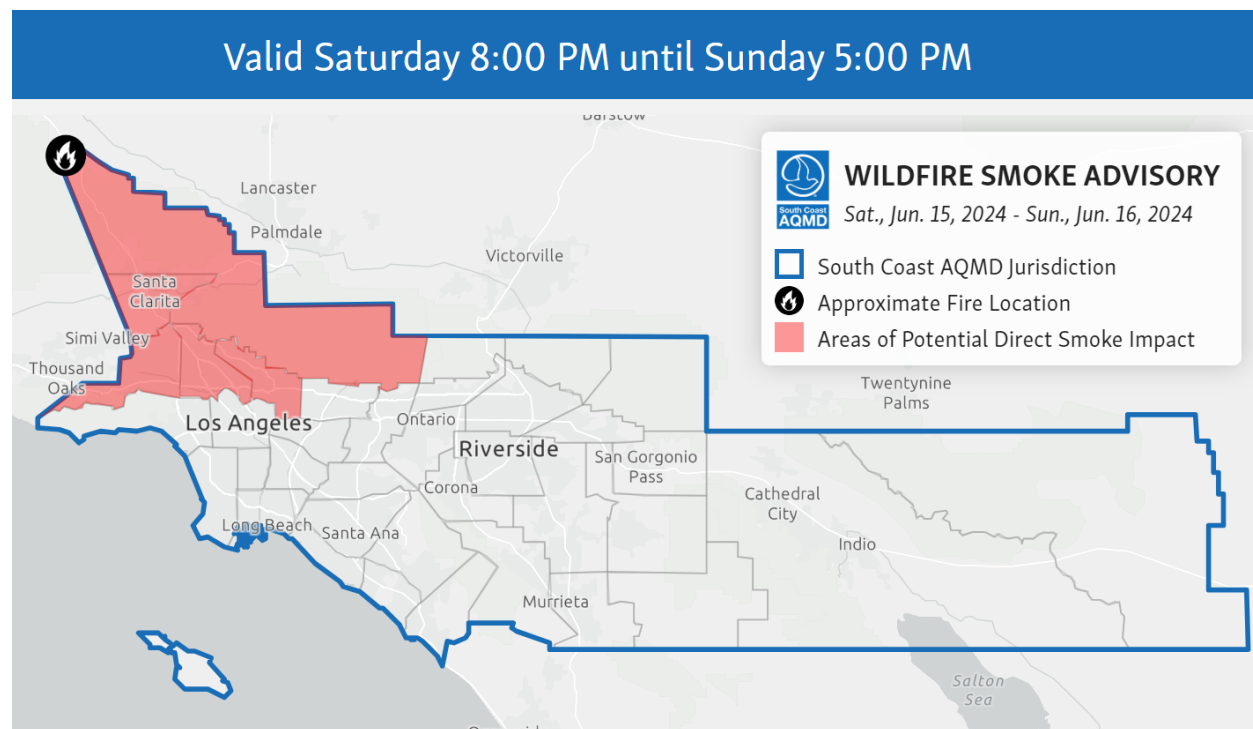 Valid Saturday 8:00 PM until Sunday 5:00 PM
Barstow
WILDFIRE SMOKE ADVISORY
South Coast
AQMD
Sat., Jun. 15, 2024 - Sun., Jun. 16, 2024
South Coast AQMD Jurisdiction
Approximate Fire Location
Areas of Potential Direct Smoke Impact
Lancaster
Palmdale
Victorville
Santa
Clarita
Simi Valley
Thousand
Oaks
Twentynine
Palms
Los Angeles
Ontario
Riverside
San Gorgonio
Pass
Corona
Cathedral
City
Long Beach
Santa Ana
Indio
Murrieta
Salton
Sea